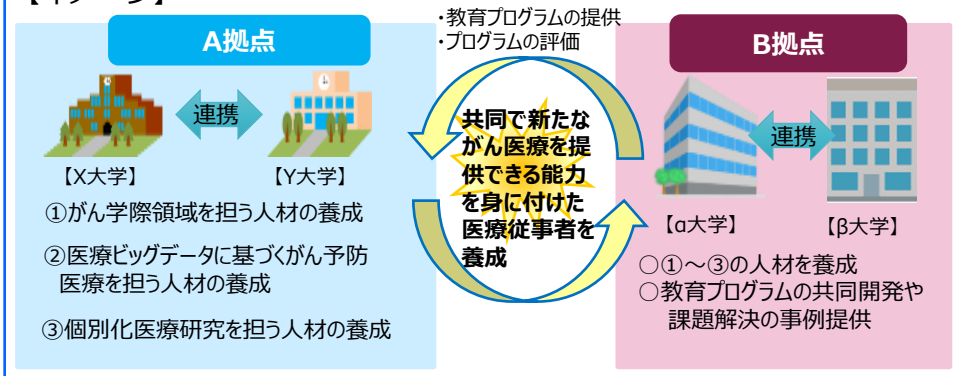 ・教育プログラムの提供
・プログラムの評価
A拠点
連携
【X大学】
【Y大学】
①がん学際領域を担う人材の養成
②医療ビッグデータに基づくがん予防
医療を担う人材の養成
③個別化医療研究を担う人材の養成
共同で新たな
がん医療を提
供できる能力
を身に付けた
医療従事者を
養成
B拠点
連携
【α大学】
【β大学】
○①～③の人材を養成
○教育プログラムの共同開発や
課題解決の事例提供